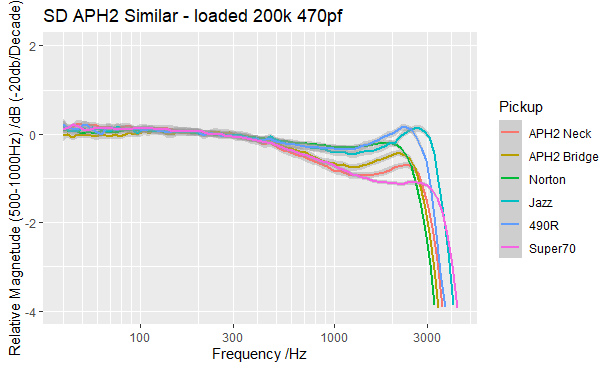 SD APH2 Similar - loaded 200k 470pf
Relative Magnetude (500-1000Hz) /dB (-20db/Decade)
2
0
-2
-4
100
300
1000
3000
Frequency /Hz
Pickup
APH2 Neck
APH2 Bridge
Norton
Jazz
490R
Super70